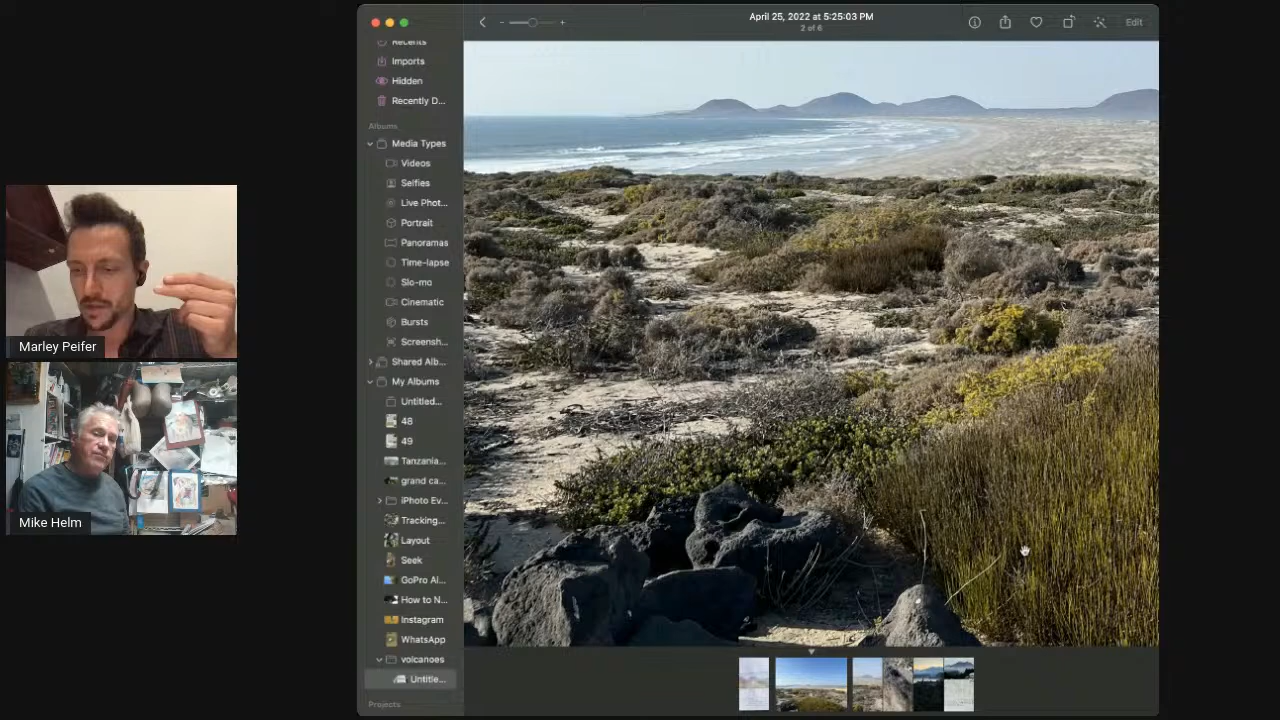 April 25, 2022 at 5:25:03 PM
2 of 6
Edit
Recents
Imports
Hidden
Recently D...
Albums
Media Types
Videos
Selfies
Live Phot...
Portrait
Panoramas
Time-lapse
Slo-mo
Cinematic
Bursts
Screensh...
Shared Alb...
My Albums
Untitled...
48
49
Tanzania...
grand ca...
iPhoto Ev...
Tracking...
Layout
Seek
GoPro Al...
How to N...
Instagram
WhatsApp
volcanoes
Untitle...
Projects
Marley Peifer
Mike Helm